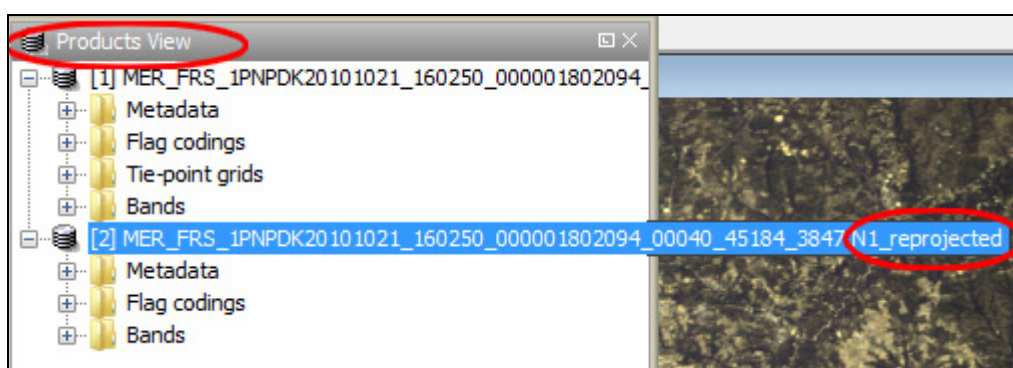 Products View
[1] MER_FRS_1PNPDK20101021_160250_000001802094_
Metadata
Flag codings
Tie-point grids
Bands
[2] MER_FRS_1PNPDK20101021_160250_000001802094_00040_45184_3847.N1_reprojected
Metadata
Flag codings
Bands